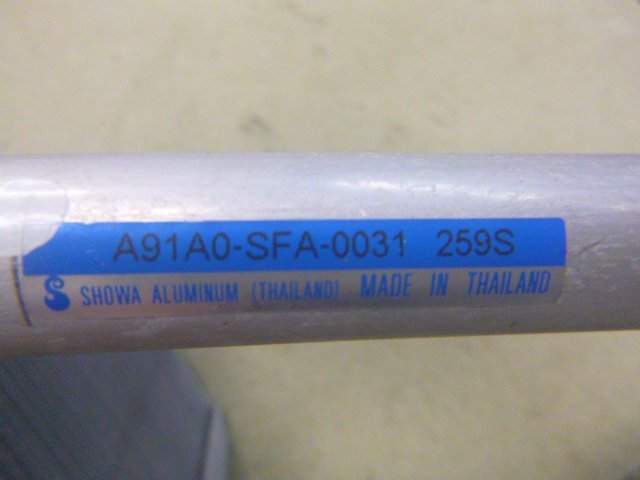 A91A0-SFA-0031 259S
SHOWA ALUMINUM (THAILAND) MADE IN THAILAND